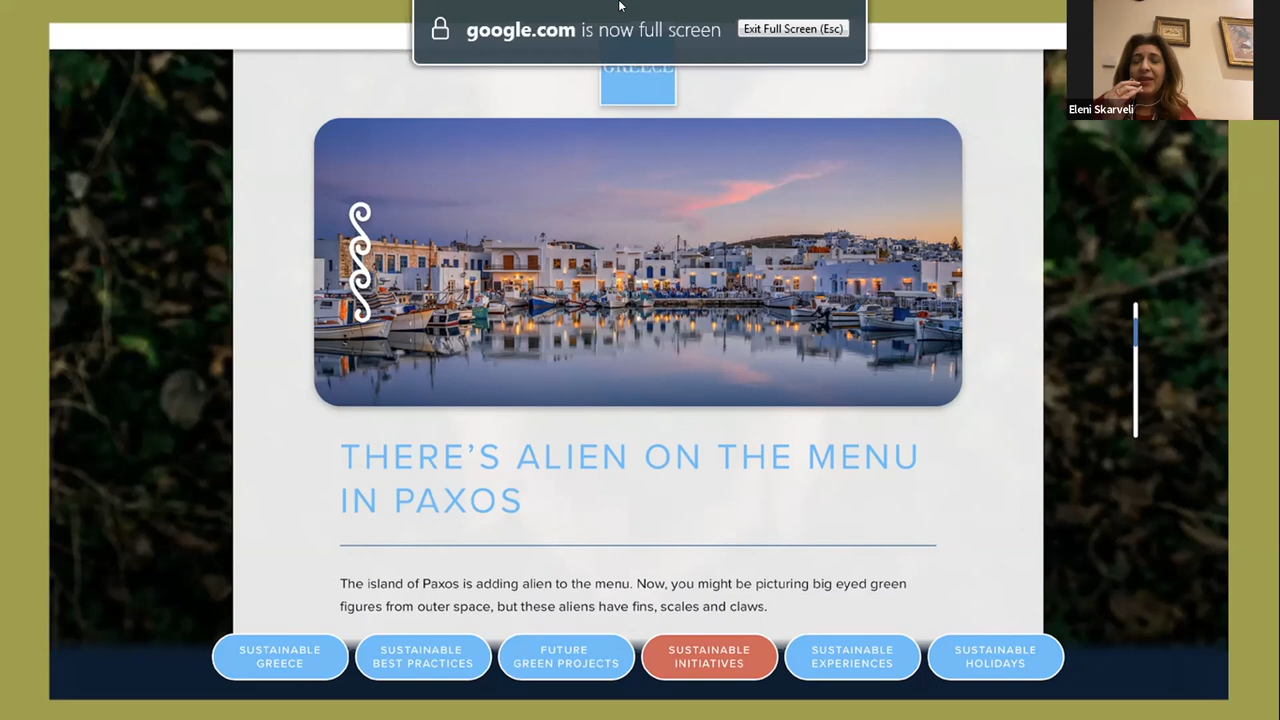 google.com is now full screen
Exit Full Screen (Esc)
GREECE
Eleni Skarveli
THERE'S ALIEN ON THE MENU
IN PAXOS
The island of Paxos is adding alien to the menu. Now, you might be picturing big eyed green
figures from outer space, but these aliens have fins, scales and claws.
SUSTAINABLE
GREECE
SUSTAINABLE
BEST PRACTICES
FUTURE
GREEN PROJECTS
SUSTAINABLE
INITIATIVES
SUSTAINABLE
EXPERIENCES
SUSTAINABLE
HOLIDAYS